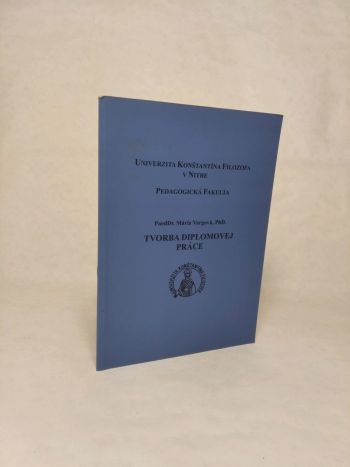 UNIVERZITA KONŠTANTÍNA FILOZOFA
V NITRE
PEDAGOGICKÁ FAKULTA
PaedDr. Mária Vargová, PhD.
TVORBA DIPLOMOVEJ
PRÁCE